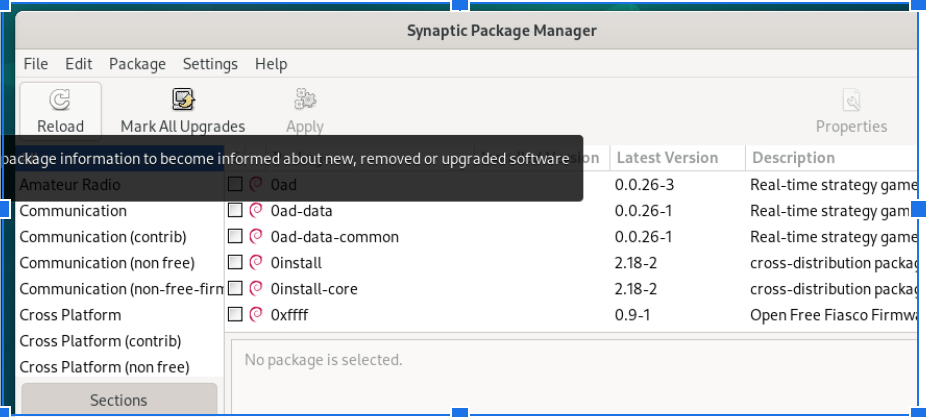 Synaptic Package Manager
File Edit Package Settings Help
Reload Mark All Upgrades Apply Properties
package information to become informed about new, removed or upgraded software
Latest Version Description
Amateur Radio 0ad 0.0.26-3 Real-time strategy game
Communication 0ad-data 0.0.26-1 Real-time strategy game
Communication (contrib) 0ad-data-common 0.0.26-1 Real-time strategy game
Communication (non free) 0install 2.18-2 cross-distribution packag
Communication (non-free-firm 0install-core 2.18-2 cross-distribution packag
Cross Platform 0xffff 0.9-1 Open Free Fiasco Firmwa
Cross Platform (contrib)
Cross Platform (non free)
No package is selected.
Sections